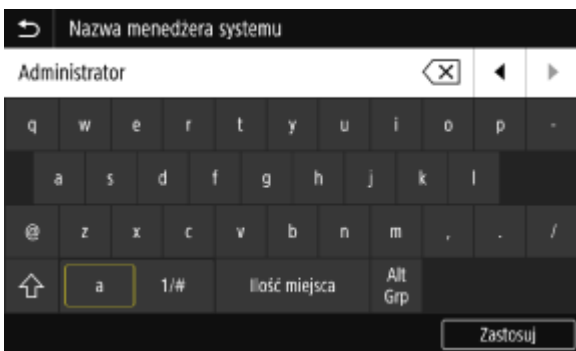 Nazwa menedżera systemu
Administrator
q w e r t y u i o p -
a s d f g h j k l
@ z x c v b n m , . /
a 1/# Ilość miejsca Alt Grp
Zastosuj